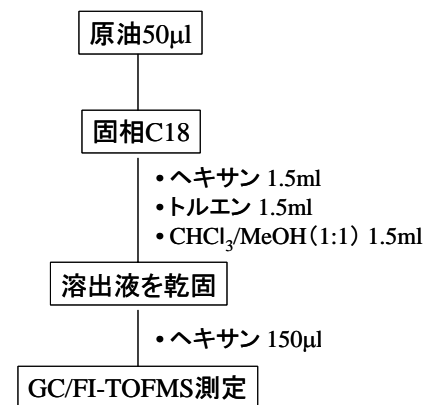 原油50μl
固相C18
• ヘキサン 1.5ml
• トルエン 1.5ml
• CHCl₃/MeOH(1:1) 1.5ml
溶出液を乾固
• ヘキサン 150μl
GC/FI-TOFMS測定